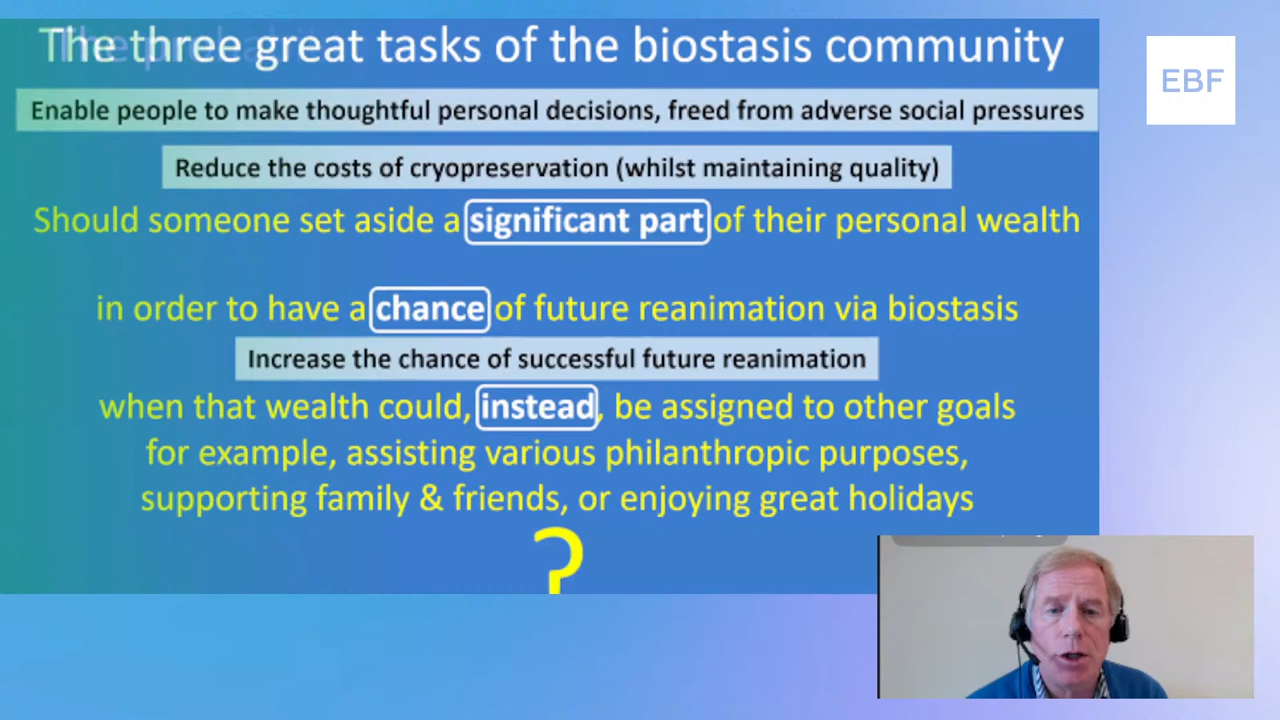 The three great tasks of the biostasis community
EBF
Enable people to make thoughtful personal decisions, freed from adverse social pressures
Reduce the costs of cryopreservation (whilst maintaining quality)
Should someone set aside a significant part of their personal wealth
in order to have a chance of future reanimation via biostasis
Increase the chance of successful future reanimation
when that wealth could, instead, be assigned to other goals
for example, assisting various philanthropic purposes,
supporting family & friends, or enjoying great holidays
?